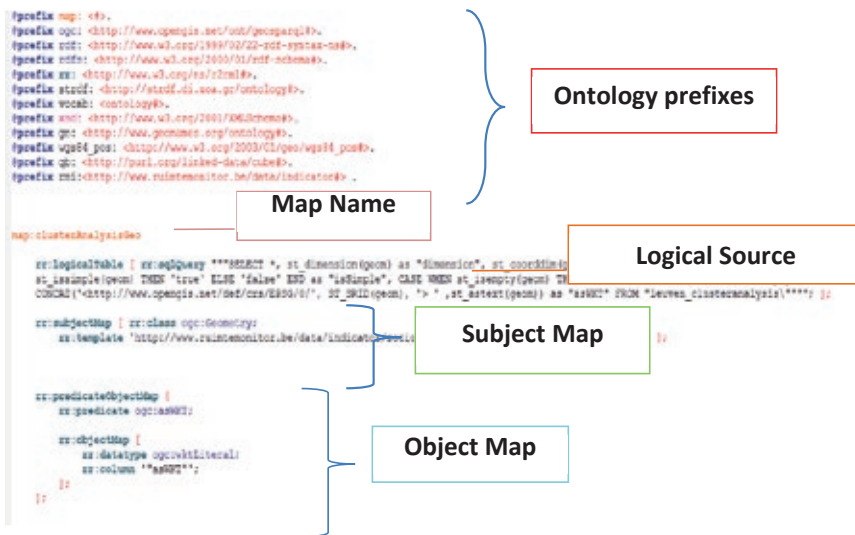 @prefix map: <#>.
@prefix ogc: <http://www.opengis.net/ont/geosparql#>.
@prefix rdf: <http://www.w3.org/1999/02/22-rdf-syntax-ns#>.
@prefix rdfs: <http://www.w3.org/2000/01/rdf-schema#>.
@prefix rr: <http://www.w3.org/ns/r2rml#>.
@prefix strdf: <http://strdf.di.uoa.gr/ontology#>.
@prefix vocab: <ontology#>.
@prefix xsd: <http://www.w3.org/2001/XMLSchema#>.
@prefix gn: <http://www.geonames.org/ontology#>.
@prefix wgs84_pos: <http://www.w3.org/2003/01/geo/wgs84_pos#>.
@prefix qb: <http://purl.org/linked-data/cube#>.
@prefix rmi:<http://www.ruimtemonitor.be/data/indicator#> .
Ontology prefixes
Map Name
map:clusterAnalysisGeo
Logical Source
rr:logicalTable [ rr:sqlQuery """SELECT *, st_dimension(geom) as "dimension", st_coorddim(
st_issimple(geom) THEN 'true' ELSE 'false' END as "isSimple", CASE WHEN st_isempty(geom)
CONCAT('<http://www.opengis.net/def/crs/EPSG/0/', ST_SRID(geom), '> ' ,st_astext(geom)) as "asWKT" FROM "leuven_clusteranalysis\""""; ];
rr:subjectMap [ rr:class ogc:Geometry;
rr:template 'http://www.ruimtemonitor.be/data/indicator/ ];
Subject Map
rr:predicateObjectMap [
rr:predicate ogc:asWKT;
rr:objectMap [
rr:datatype ogc:wktLiteral;
rr:column '"asWKT"';
];
];
Object Map